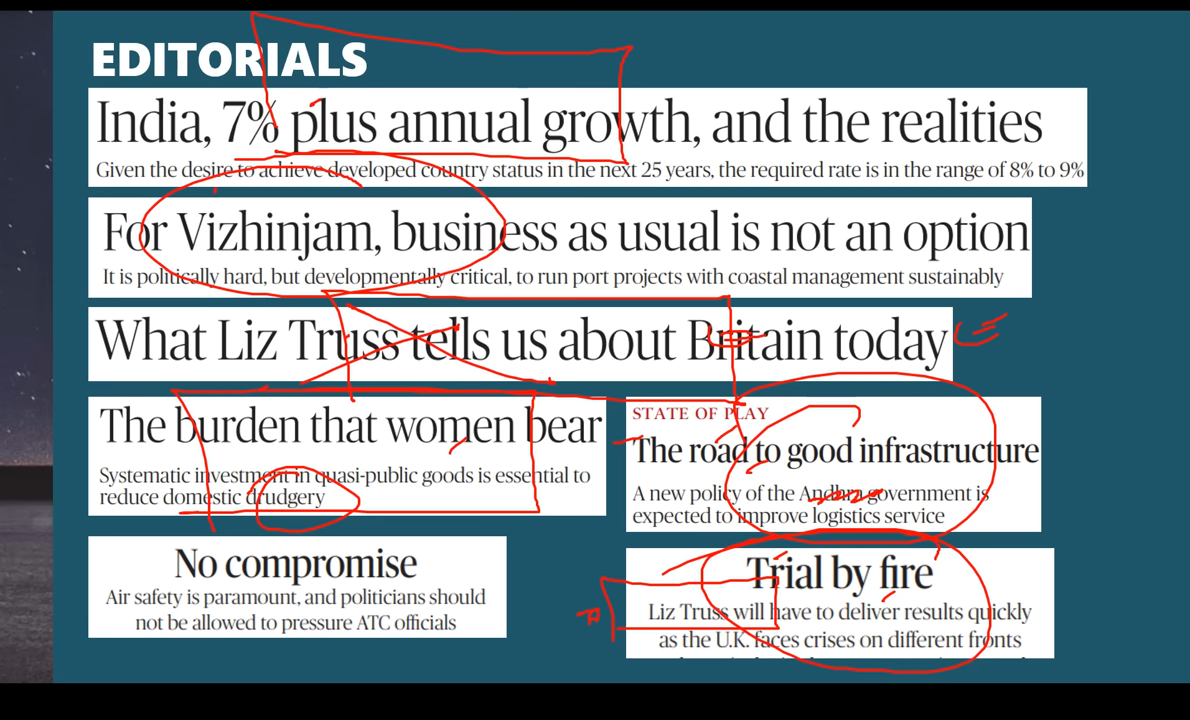 EDITORIALS
India, 7% plus annual growth, and the realities
Given the desire to achieve developed country status in the next 25 years, the required rate is in the range of 8% to 9%
For Vizhinjam, business as usual is not an option
It is politically hard, but developmentally critical, to run port projects with coastal management sustainably
What Liz Truss tells us about Britain today
The burden that women bear
Systematic investment in quasi-public goods is essential to
reduce domestic drudgery
STATE OF PLAY
The road to good infrastructure
A new policy of the Andhra government is
expected to improve logistics service
No compromise
Air safety is paramount, and politicians should
not be allowed to pressure ATC officials
Trial by fire
Liz Truss will have to deliver results quickly
as the U.K. faces crises on different fronts